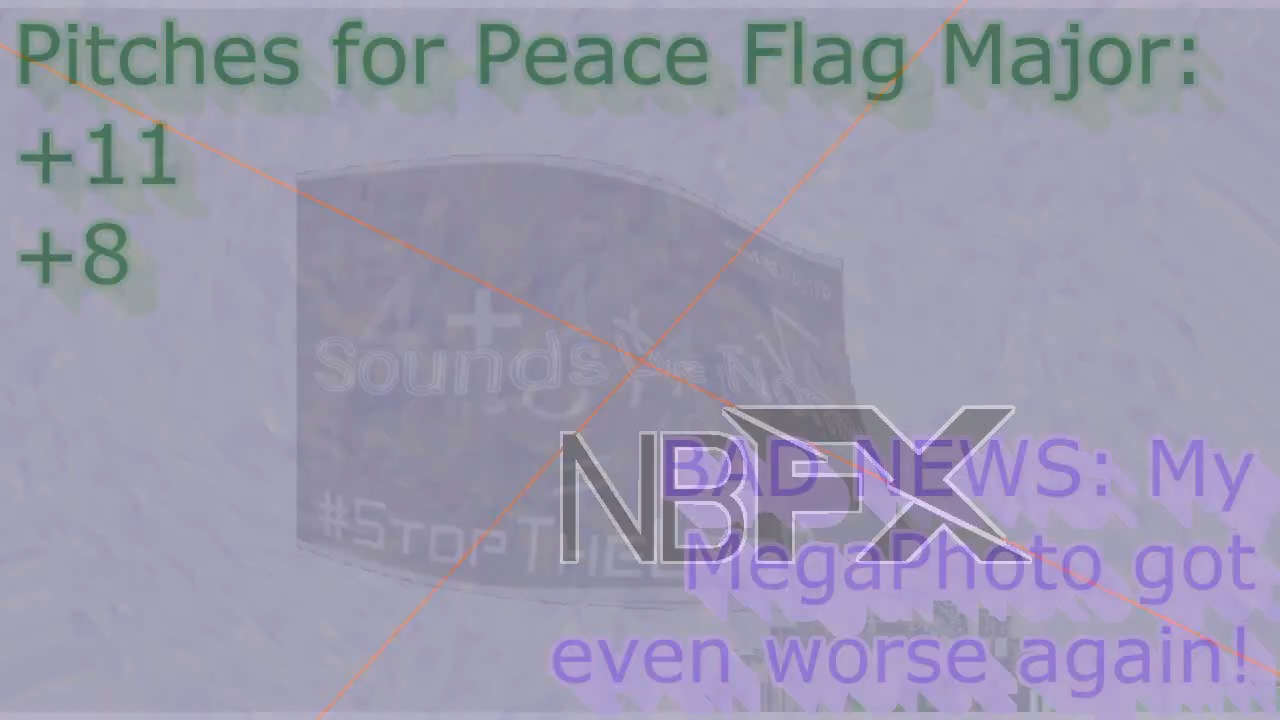 Pitches for Peace Flag Major:
+11
+8
Sounds
#StopThe
NBFX
BAD NEWS: My
MegaPhoto got
even worse again!